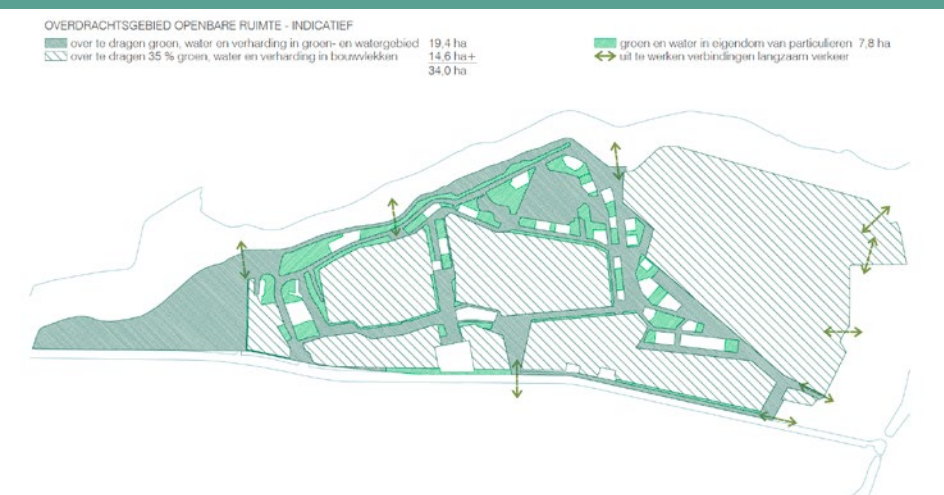 OVERDRACHTSGEBIED OPENBARE RUIMTE - INDICATIEF
over te dragen groen, water en verharding in groen- en watergebied 19,4 ha
over te dragen 35 % groen, water en verharding in bouwvlekken 14,6 ha+
34,0 ha
groen en water in eigendom van particulieren 7,8 ha
uit te werken verbindingen langzaam verkeer